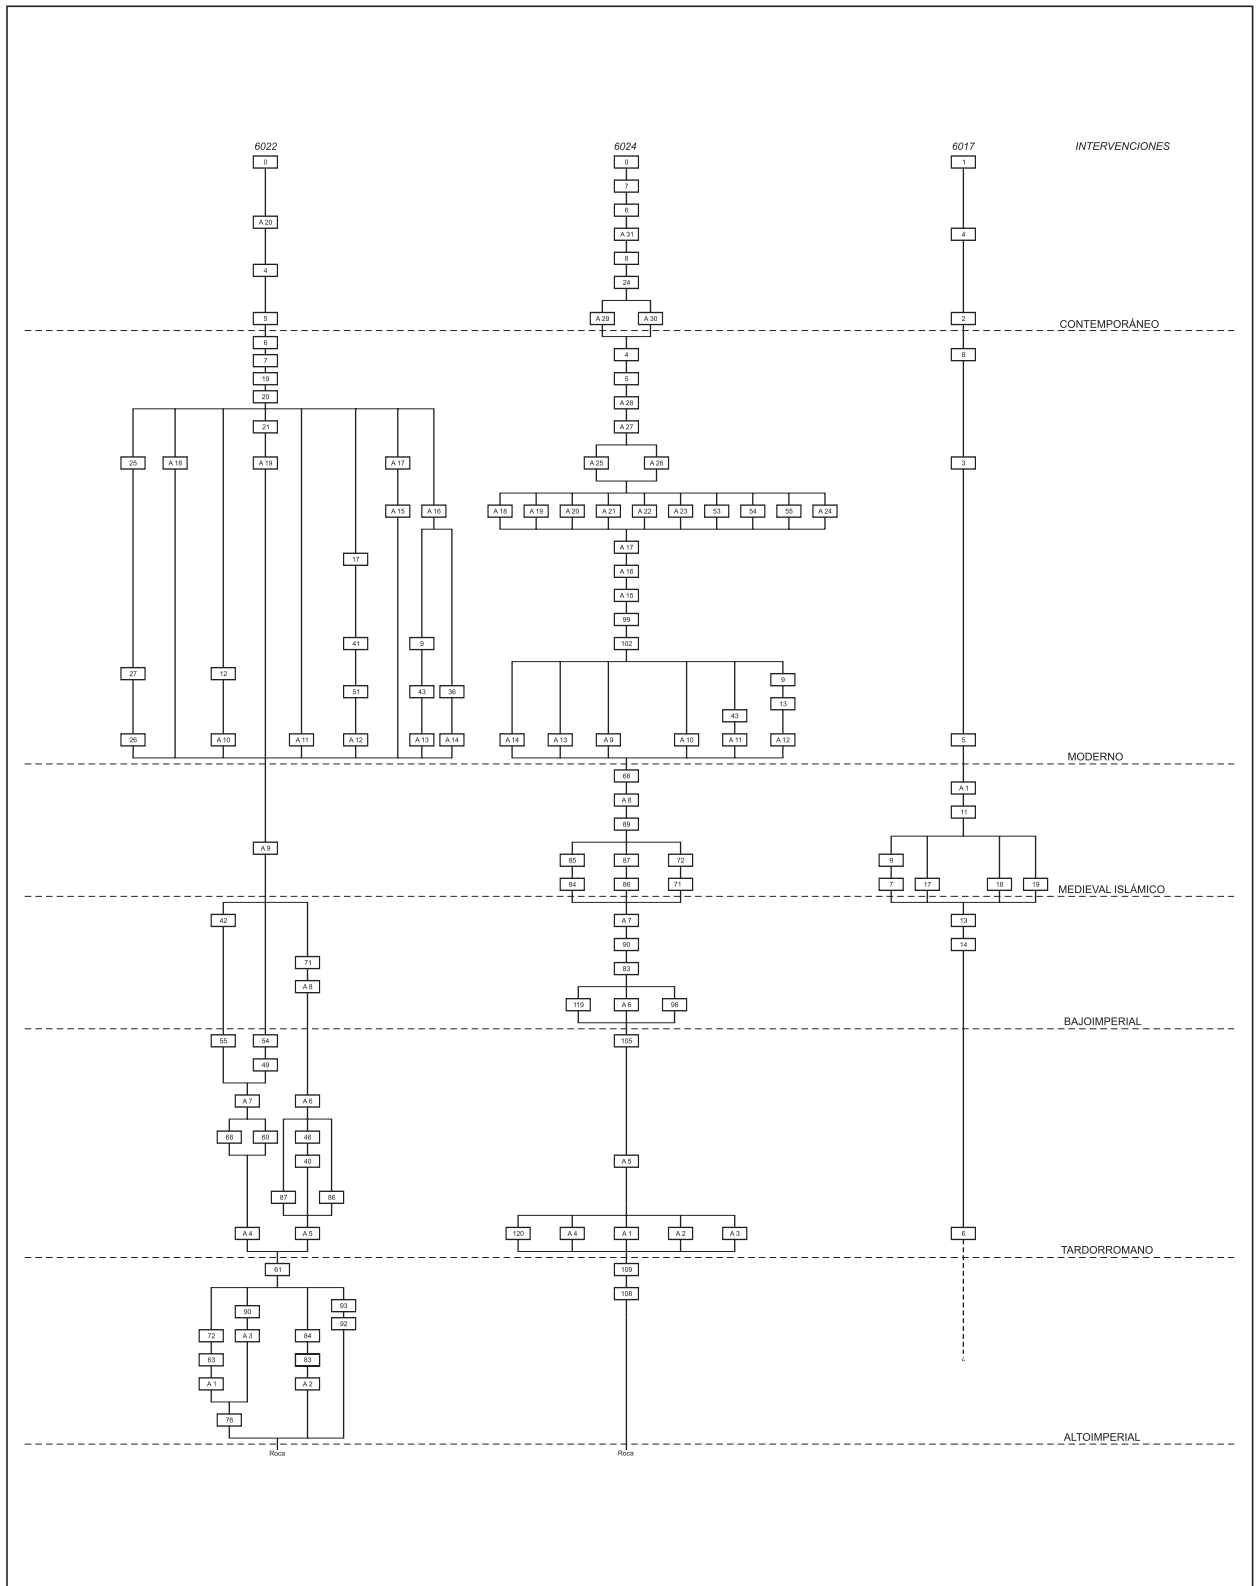 6022 6024 6017 INTERVENCIONES
0 0 1
7
6
A 20
A 31 4
8
4
24
5 A 29 A 30 2
CONTEMPORÁNEO
6
4 8
7
19 5
20
A 28
21 A 27
25 A 18 A 19 A 17 A 25 A 26 3
A 15 A 16 A 18 A 19 A 20 A 21 A 22 A 23 53 54 55 A 24
A 17
17
A 16
A 15
99
41 9 102
27 12
9
51 43 36
13
43
26 A 10 A 11 A 12 A 13 A 14 A 14 A 13 A 9 A 10 A 11 A 12 5
MODERNO
68
A 1
A 8
11
89
A 9
85 87 72 9
84 86 71 7 17 18 19
MEDIEVAL ISLÁMICO
42 A 7 13
90 14
71
83
A 8
119 A 6 98
BAJOIMPERIAL
55 54 105
49
A 7 A 6
68 60 46
40 A 5
87 86
A 4 A 5 120 A 4 A 1 A 2 A 3 6
TARDORROMANO
61 109
108
93
90
92
72 A 3 84
63 83 ¿
A 1 A 2
76
ALTOIMPERIAL
Roca Roca